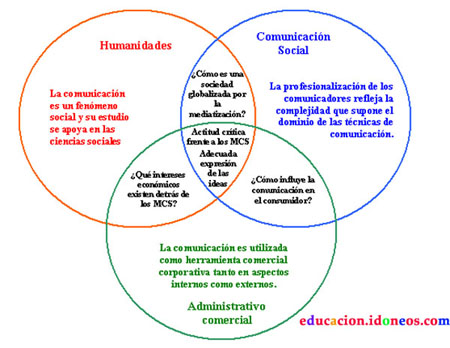 Humanidades
Comunicación
Social
La comunicación
es un fenómeno
social y su estudio
se apoya en las
ciencias sociales
¿Cómo es una
sociedad
globalizada por
la mediatización?
La profesionalización de los
comunicadores refleja la
complejidad que supone el
dominio de las técnicas de
comunicación.
Actitud crítica
frente a los MCS
Adecuada
expresión
de las
ideas
¿Qué intereses
económicos
existen detrás de
los MCS?
¿Cómo influye la
comunicación en
el consumidor?
La comunicación es utilizada
como herramienta comercial
corporativa tanto en aspectos
internos como externos.
Administrativo
comercial
educacion.idoneos.com